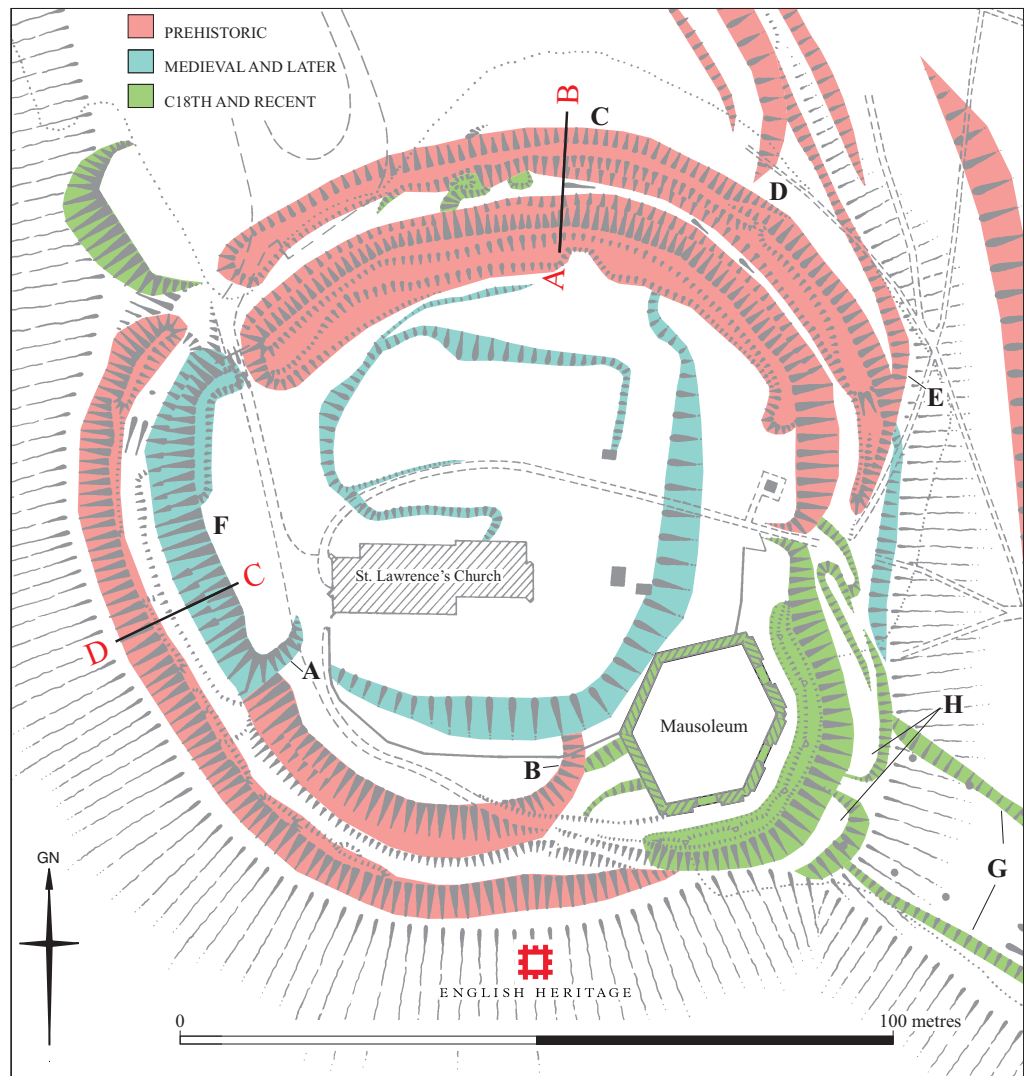 PREHISTORIC
MEDIEVAL AND LATER
C18TH AND RECENT
B
C
D
A
E
F
C
St. Lawrence's Church
D
A
Mausoleum
H
B
G
GN
ENGLISH HERITAGE
0
100 metres